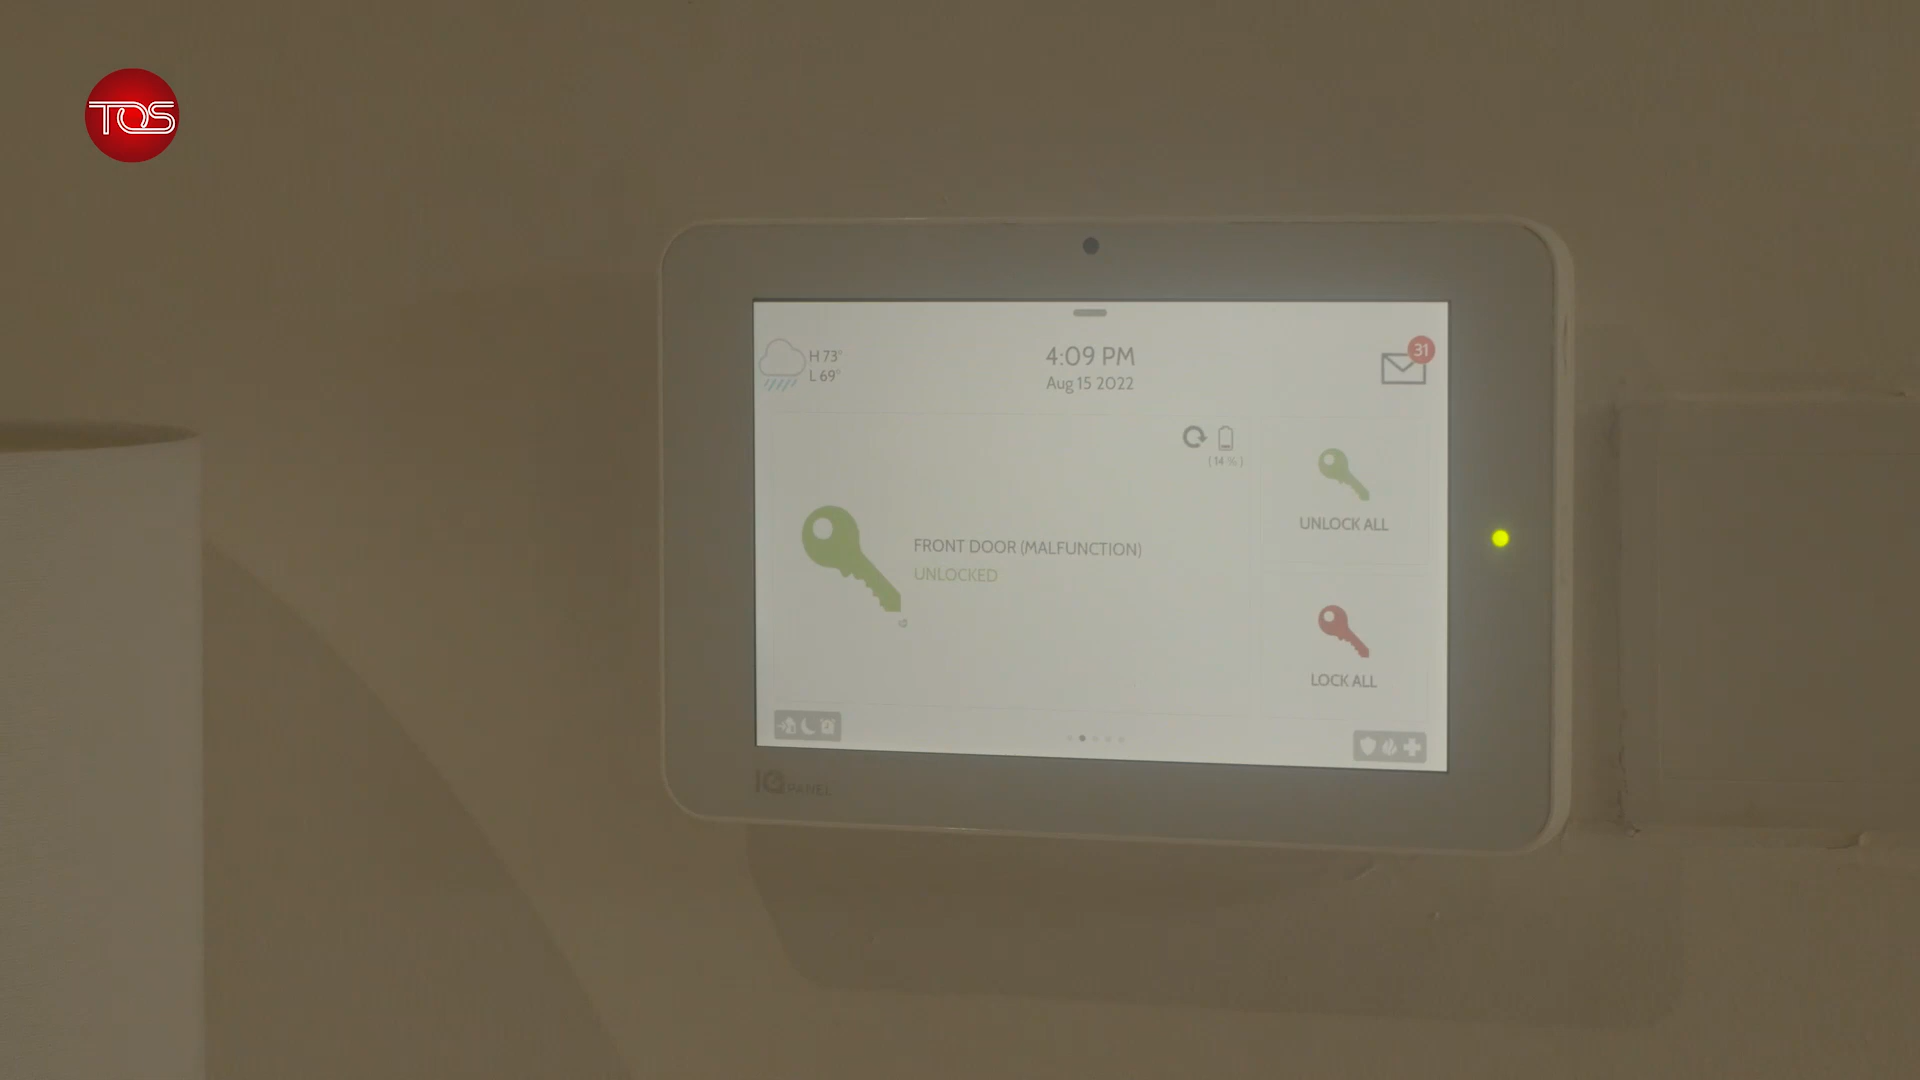 TOS
H 73°
L 69°
4:09 PM
Aug 15 2022
31
(14%)
FRONT DOOR (MALFUNCTION)
UNLOCKED
UNLOCK ALL
LOCK ALL
IQ PANEL